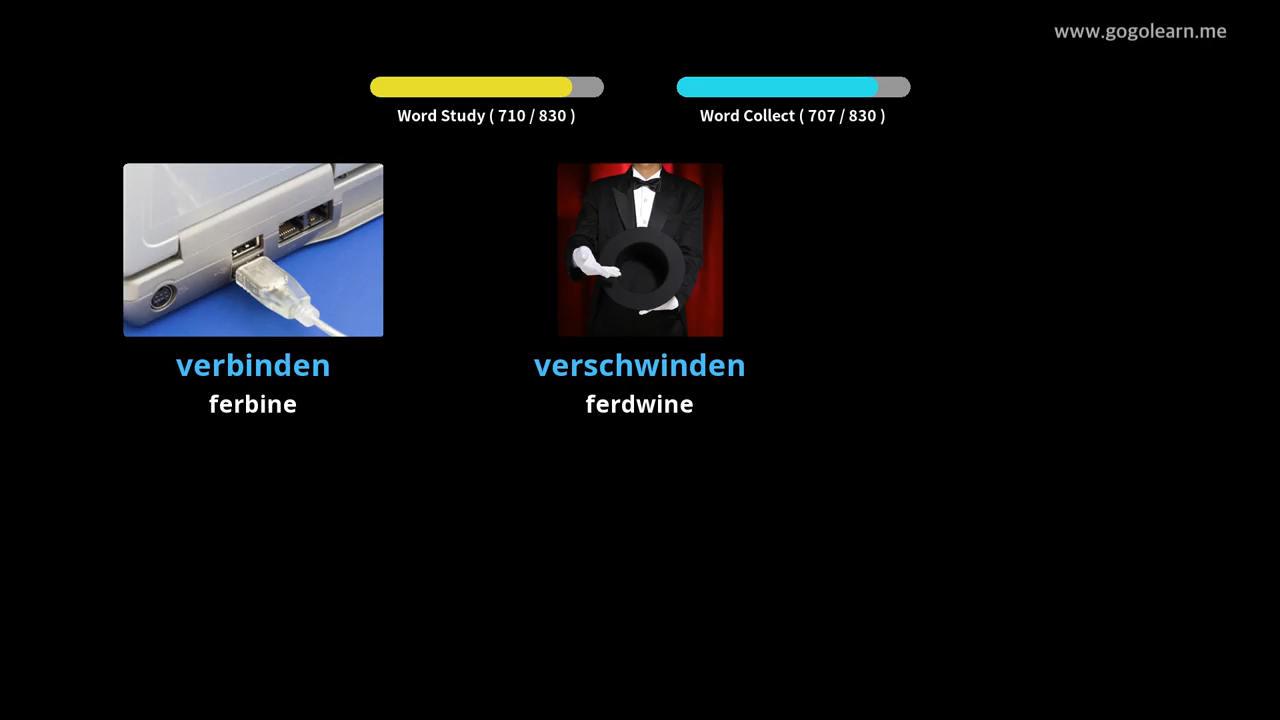 www.gogolearn.me
Word Study ( 710 / 830 )
Word Collect ( 707 / 830 )
verbinden
ferbine
verschwinden
ferdwine